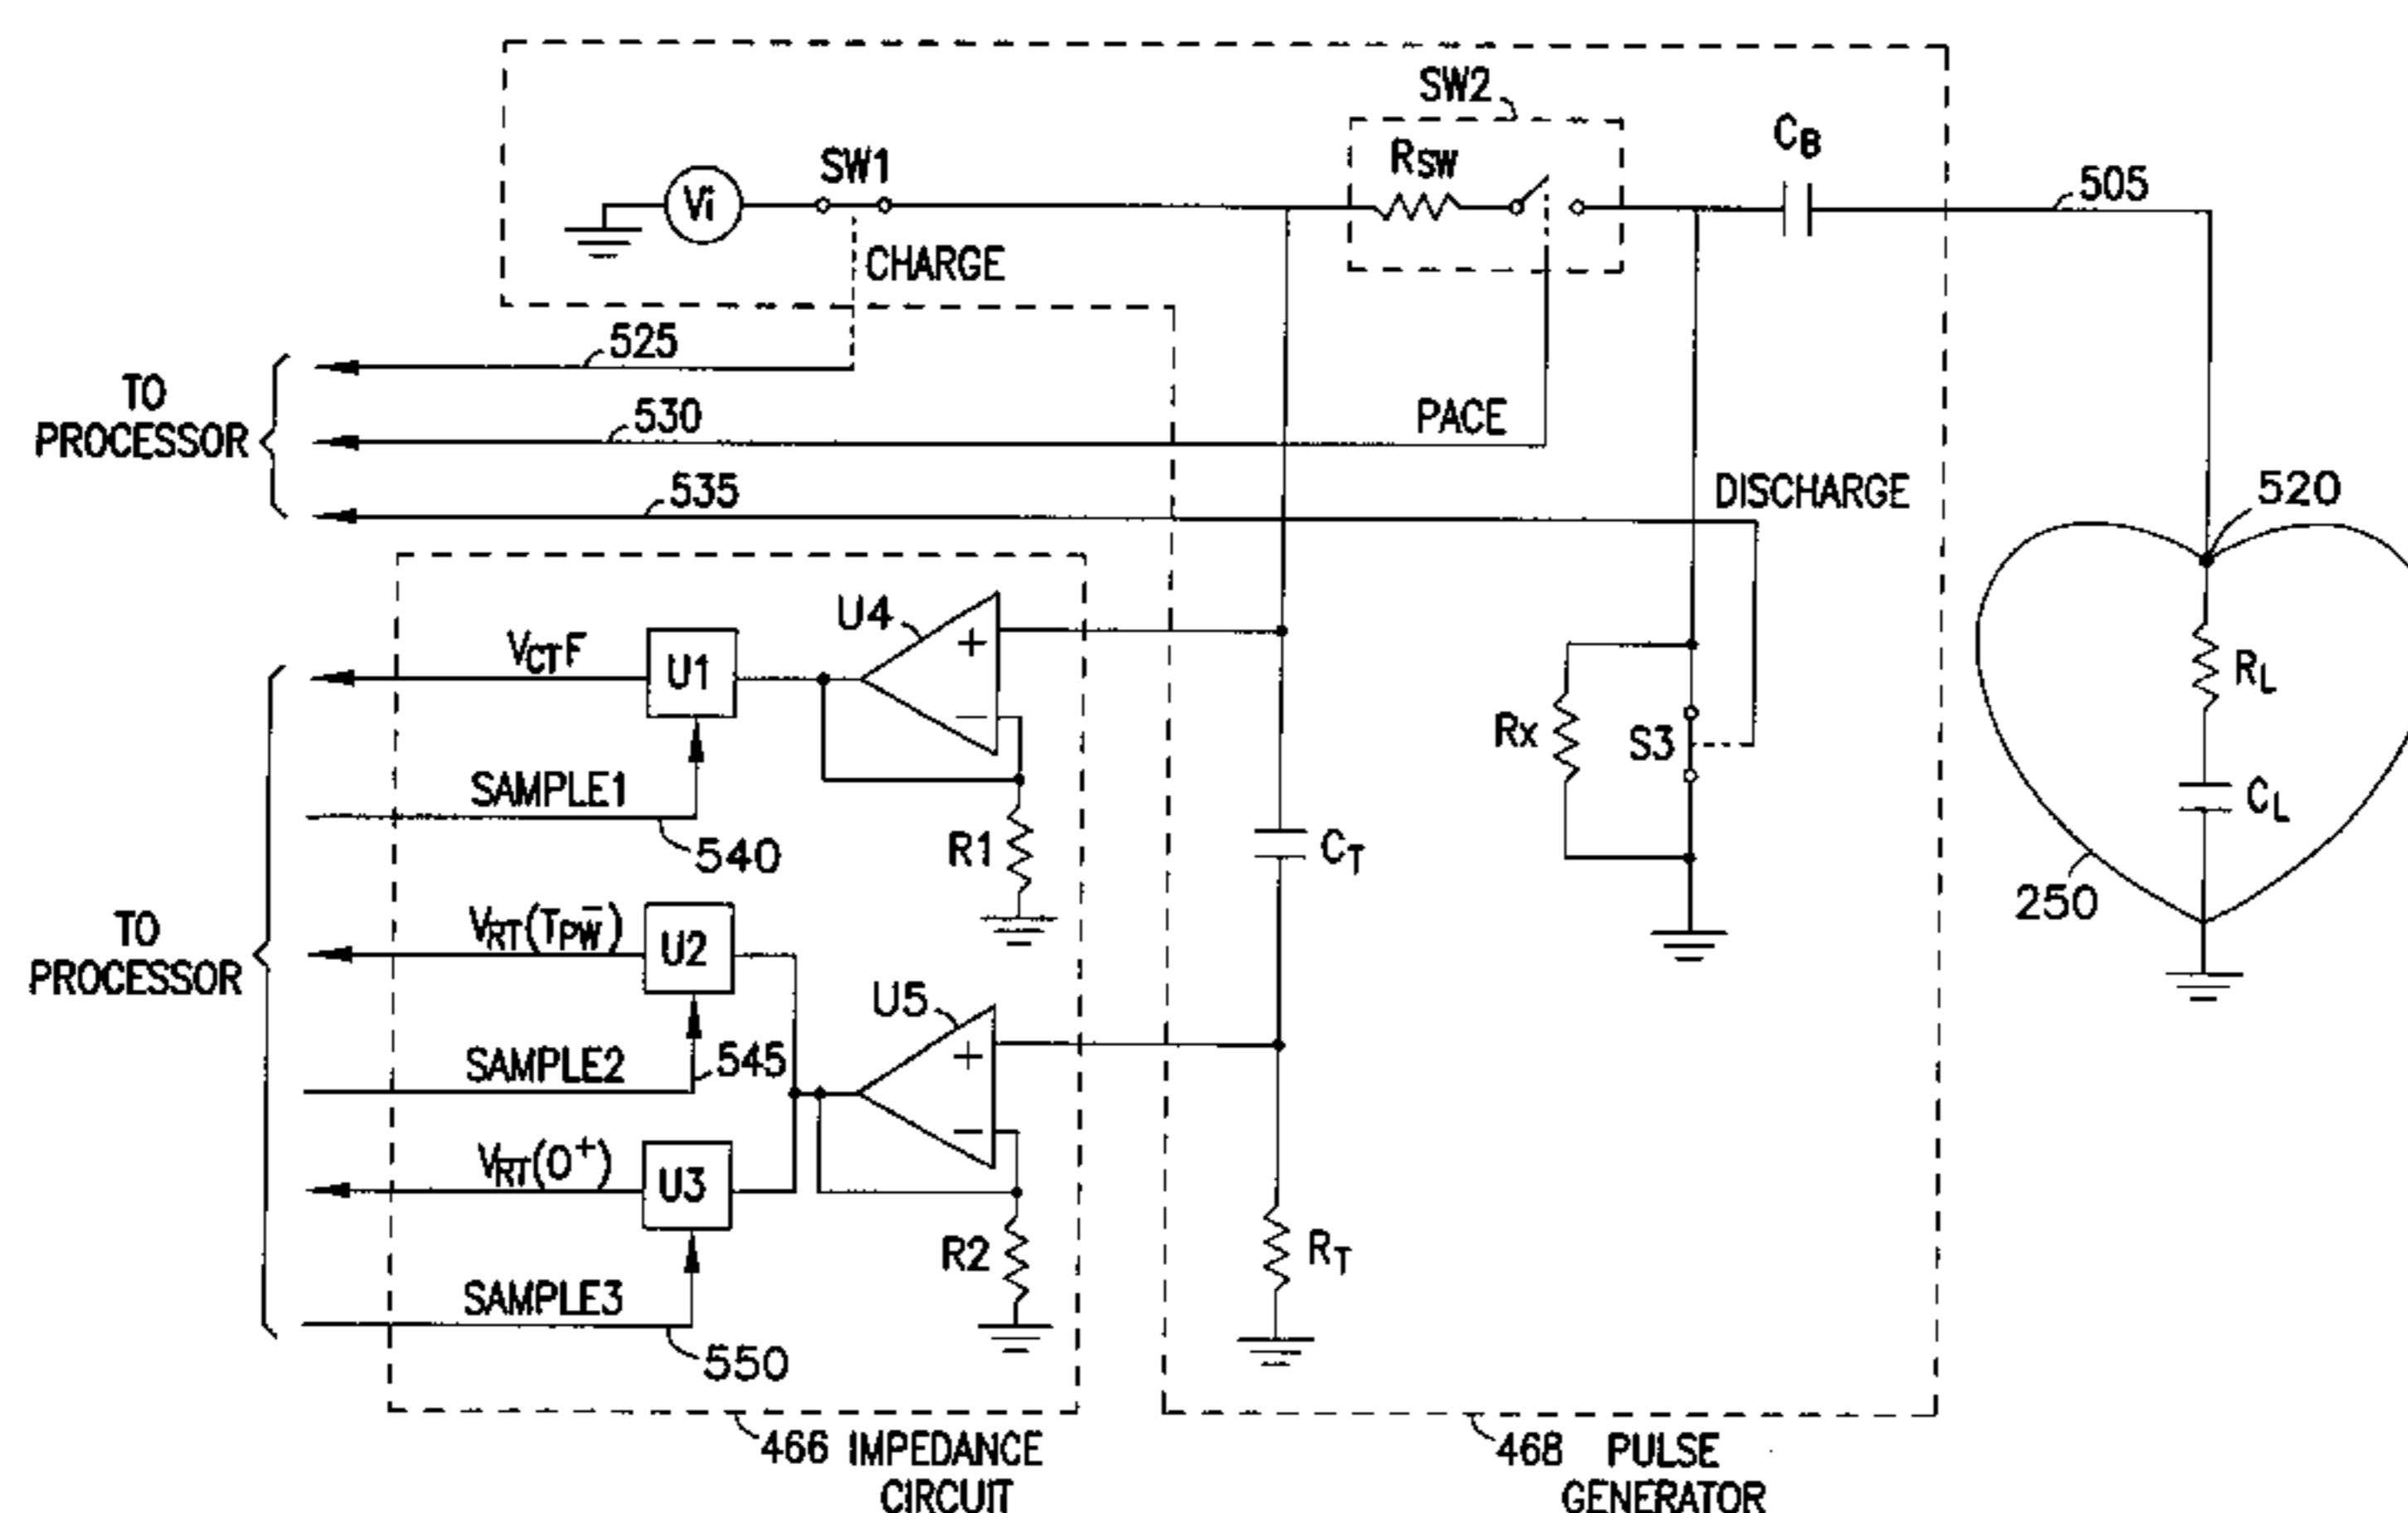 SW2
RSW
CB
SW1
Vi
505
CHARGE
525
TO
PROCESSOR
530
PACE
535
DISCHARGE
520
U4
+
−
VCTF
U1
RL
Rx
S3
SAMPLE1
540
R1
CT
CL
250
VRT(TPW‾)
U2
TO
PROCESSOR
U5
+
−
SAMPLE2
545
VRT(0+)
U3
R2
RT
SAMPLE3
550
466 IMPEDANCE
CIRCUIT
468 PULSE
GENERATOR